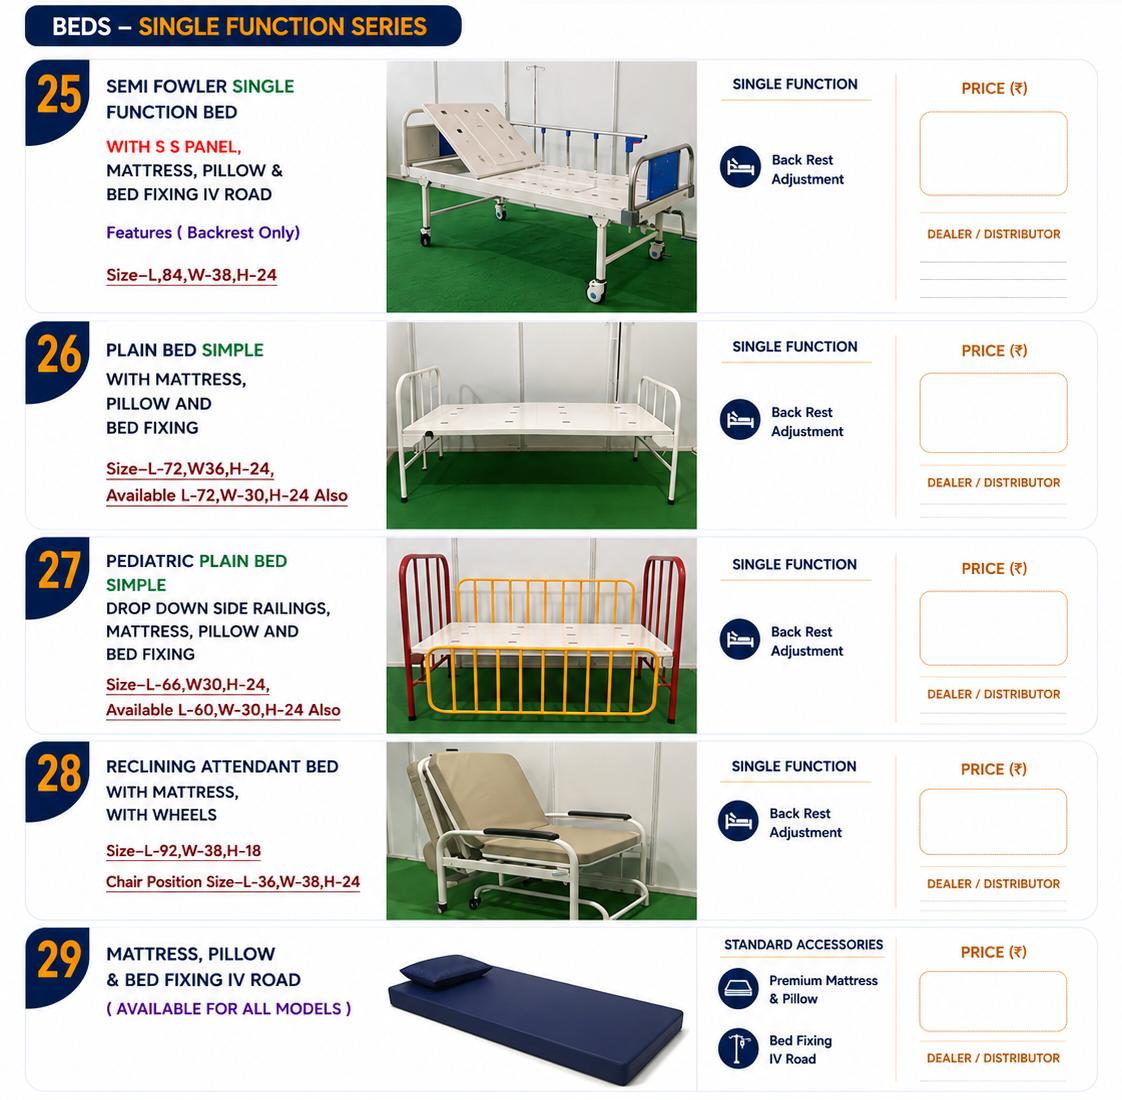 BEDS – SINGLE FUNCTION SERIES
25
SEMI FOWLER SINGLE
FUNCTION BED
WITH S S PANEL,
MATTRESS, PILLOW &
BED FIXING IV ROAD
Features ( Backrest Only)
Size–L,84,W-38,H-24
SINGLE FUNCTION
Back Rest
Adjustment
PRICE (₹)
DEALER / DISTRIBUTOR
26
PLAIN BED SIMPLE
WITH MATTRESS,
PILLOW AND
BED FIXING
Size–L-72,W36,H-24,
Available L-72,W-30,H-24 Also
SINGLE FUNCTION
Back Rest
Adjustment
PRICE (₹)
DEALER / DISTRIBUTOR
27
PEDIATRIC PLAIN BED
SIMPLE
DROP DOWN SIDE RAILINGS,
MATTRESS, PILLOW AND
BED FIXING
Size–L-66,W30,H-24,
Available L-60,W-30,H-24 Also
SINGLE FUNCTION
Back Rest
Adjustment
PRICE (₹)
DEALER / DISTRIBUTOR
28
RECLINING ATTENDANT BED
WITH MATTRESS,
WITH WHEELS
Size–L-92,W-38,H-18
Chair Position Size–L-36,W-38,H-24
SINGLE FUNCTION
Back Rest
Adjustment
PRICE (₹)
DEALER / DISTRIBUTOR
29
MATTRESS, PILLOW
& BED FIXING IV ROAD
( AVAILABLE FOR ALL MODELS )
STANDARD ACCESSORIES
Premium Mattress
& Pillow
Bed Fixing
IV Road
PRICE (₹)
DEALER / DISTRIBUTOR